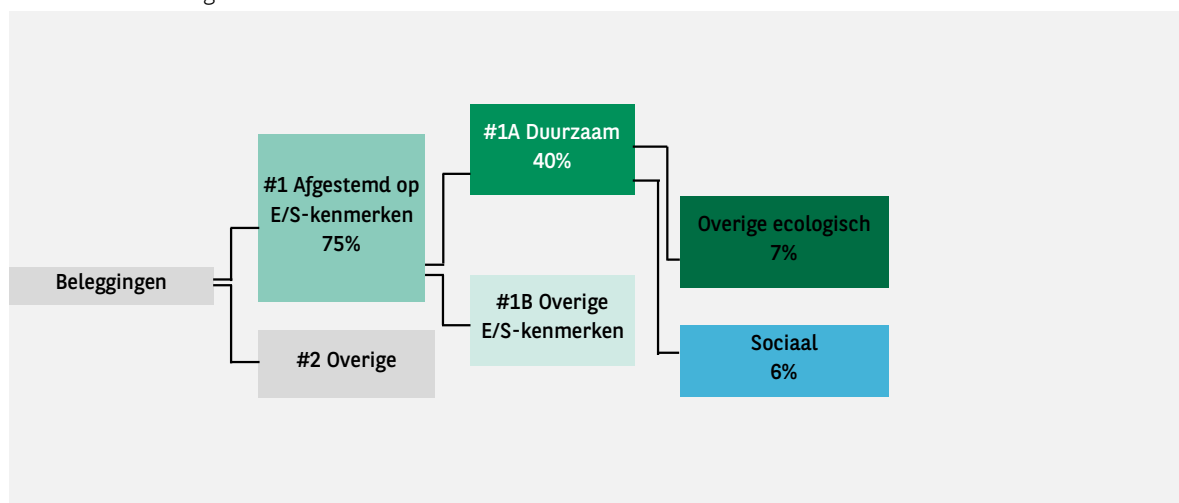 #1A Duurzaam
40%
#1 Afgestemd op
E/S-kenmerken
75%
Overige ecologisch
7%
Beleggingen
#1B Overige
E/S-kenmerken
#2 Overige
Sociaal
6%